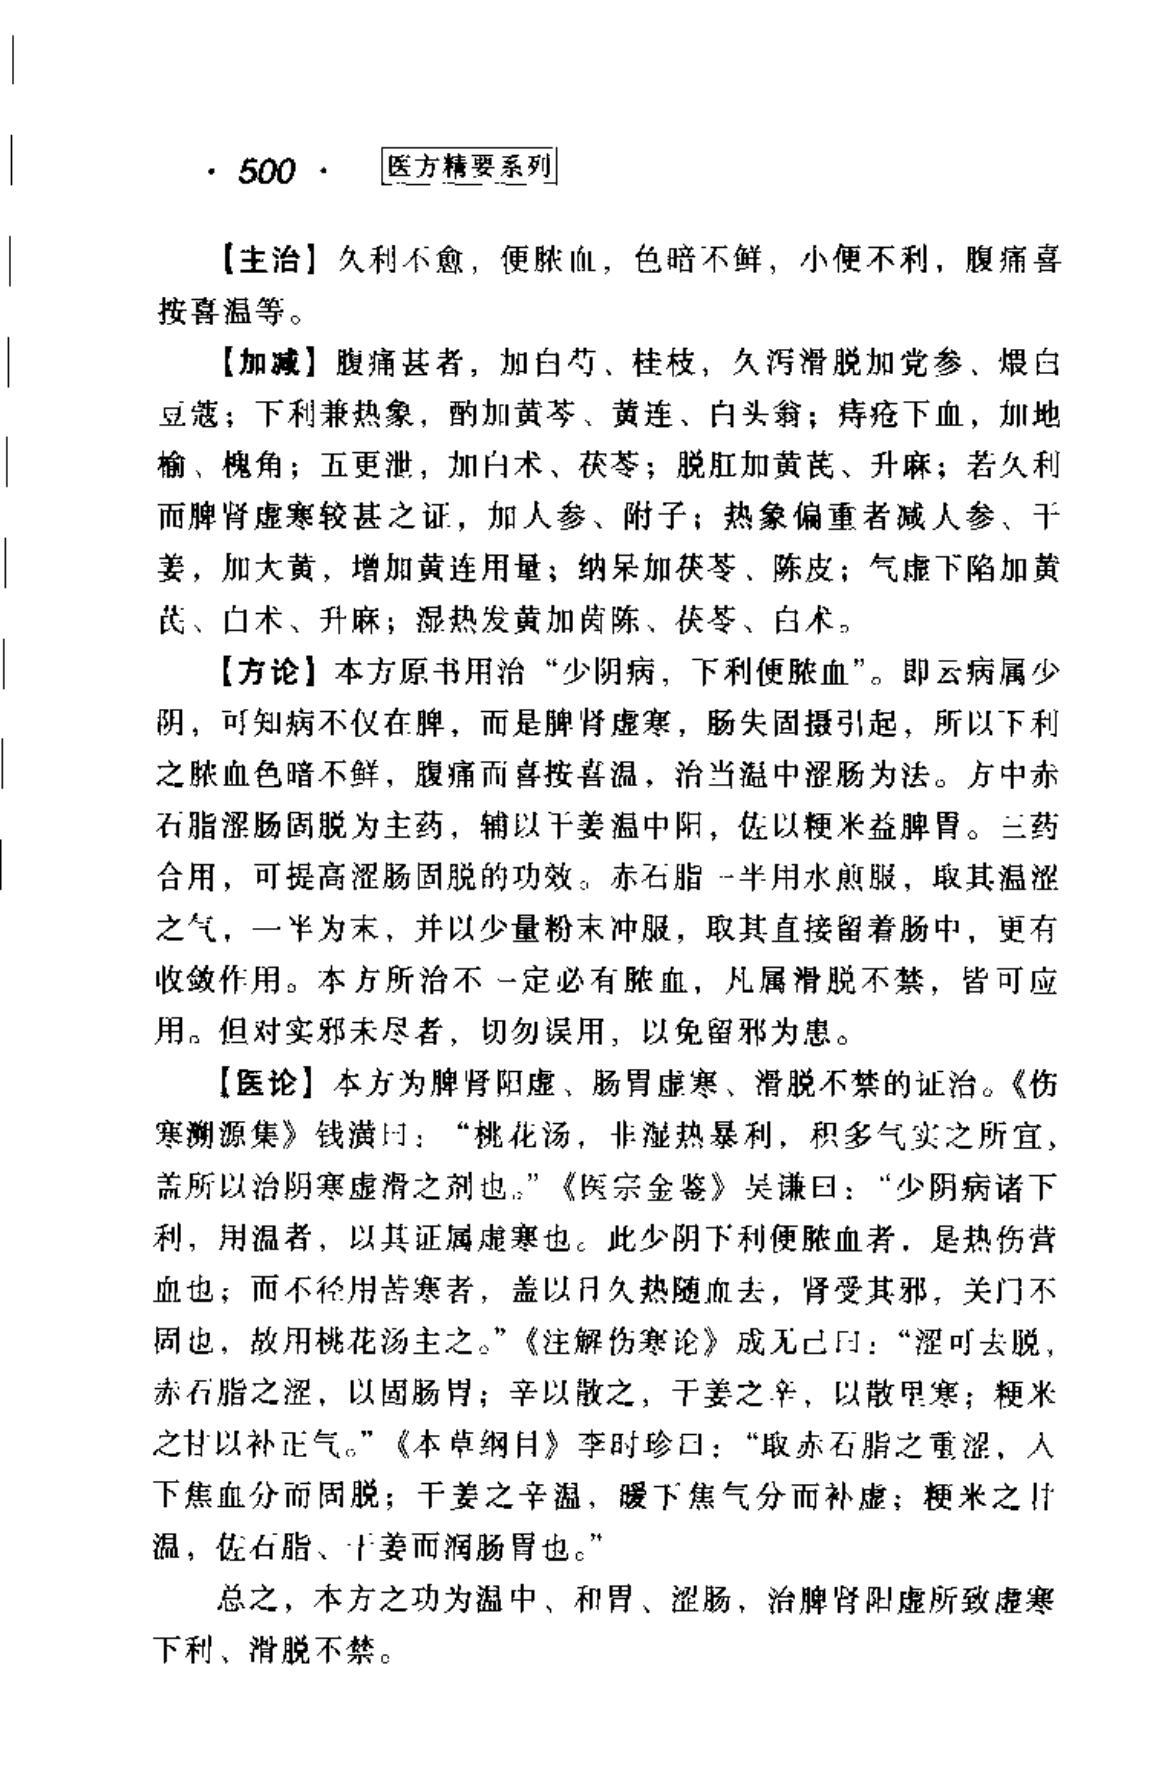 · 500 · 医方精要系列
【主治】久利不愈，便脓血，色暗不鲜，小便不利，腹痛喜
按喜温等。
【加减】腹痛甚者，加白芍、桂枝，久泻滑脱加党参、煨白
豆蔻；下利兼热象，酌加黄芩、黄连、白头翁；痔疮下血，加地
榆、槐角；五更泄，加白术、茯苓；脱肛加黄芪、升麻；若久利
而脾肾虚寒较甚之证，加人参、附子；热象偏重者减人参、干
姜，加大黄，增加黄连用量；纳呆加茯苓、陈皮；气虚下陷加黄
芪、白术、升麻；湿热发黄加茵陈、茯苓、白术。
【方论】本方原书用治“少阴病，下利便脓血”。即云病属少
阴，可知病不仅在脾，而是脾肾虚寒，肠失固摄引起，所以下利
之脓血色暗不鲜，腹痛而喜按喜温，治当温中涩肠为法。方中赤
石脂涩肠固脱为主药，辅以干姜温中阳，佐以粳米益脾胃。三药
合用，可提高涩肠固脱的功效。赤石脂一半用水煎服，取其温涩
之气，一半为末，并以少量粉末冲服，取其直接留着肠中，更有
收敛作用。本方所治不一定必有脓血，凡属滑脱不禁，皆可应
用。但对实邪未尽者，切勿误用，以免留邪为患。
【医论】本方为脾肾阳虚、肠胃虚寒、滑脱不禁的证治。《伤
寒溯源集》钱潢曰：“桃花汤，非湿热暴利，积多气实之所宜，
盖所以治阴寒虚滑之剂也。”《医宗金鉴》吴谦曰：“少阴病诸下
利，用温者，以其证属虚寒也。此少阴下利便脓血者，是热伤营
血也；而不径用苦寒者，盖以日久热随血去，肾受其邪，关门不
固也，故用桃花汤主之。”《注解伤寒论》成无己曰：“涩可去脱，
赤石脂之涩，以固肠胃；辛以散之，干姜之辛，以散里寒；粳米
之甘以补正气。”《本草纲目》李时珍曰：“取赤石脂之重涩，入
下焦血分而固脱；干姜之辛温，暖下焦气分而补虚；粳米之甘
温，佐石脂、干姜而润肠胃也。”
总之，本方之功为温中、和胃、涩肠，治脾肾阳虚所致虚寒
下利、滑脱不禁。